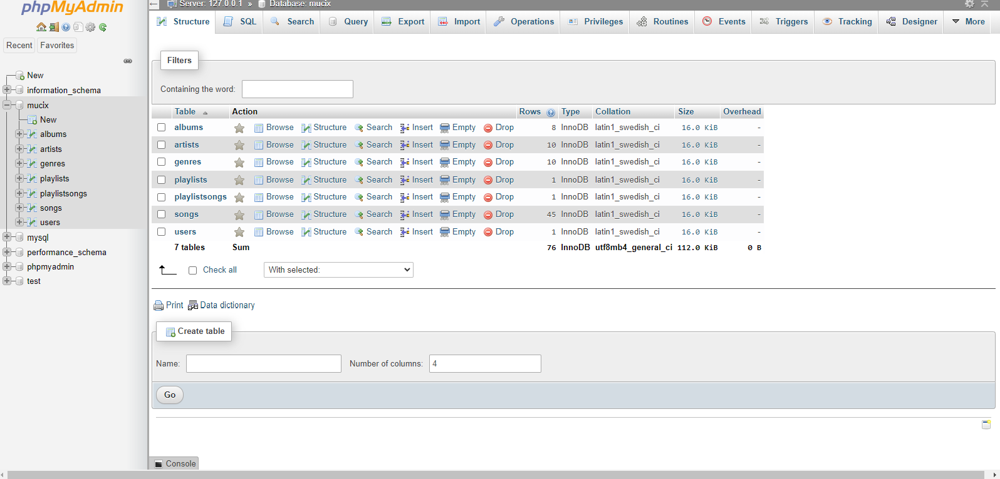 phpMyAdmin
Recent Favorites
New
information_schema
mucix
New
albums
artists
genres
playlists
playlistsongs
songs
users
mysql
performance_schema
phpmyadmin
test
Server: 127.0.0.1 » Database: mucix
Structure SQL Search Query Export Import Operations Privileges Routines Events Triggers Tracking Designer More
Filters
Containing the word:
Table Action Rows Type Collation Size Overhead
albums Browse Structure Search Insert Empty Drop 8 InnoDB latin1_swedish_ci 16.0 KiB -
artists Browse Structure Search Insert Empty Drop 10 InnoDB latin1_swedish_ci 16.0 KiB -
genres Browse Structure Search Insert Empty Drop 10 InnoDB latin1_swedish_ci 16.0 KiB -
playlists Browse Structure Search Insert Empty Drop 1 InnoDB latin1_swedish_ci 16.0 KiB -
playlistsongs Browse Structure Search Insert Empty Drop 1 InnoDB latin1_swedish_ci 16.0 KiB -
songs Browse Structure Search Insert Empty Drop 45 InnoDB latin1_swedish_ci 16.0 KiB -
users Browse Structure Search Insert Empty Drop 1 InnoDB latin1_swedish_ci 16.0 KiB -
7 tables Sum 76 InnoDB utf8mb4_general_ci 112.0 KiB 0 B
Check all With selected:
Print Data dictionary
Create table
Name: Number of columns: 4
Go
Console